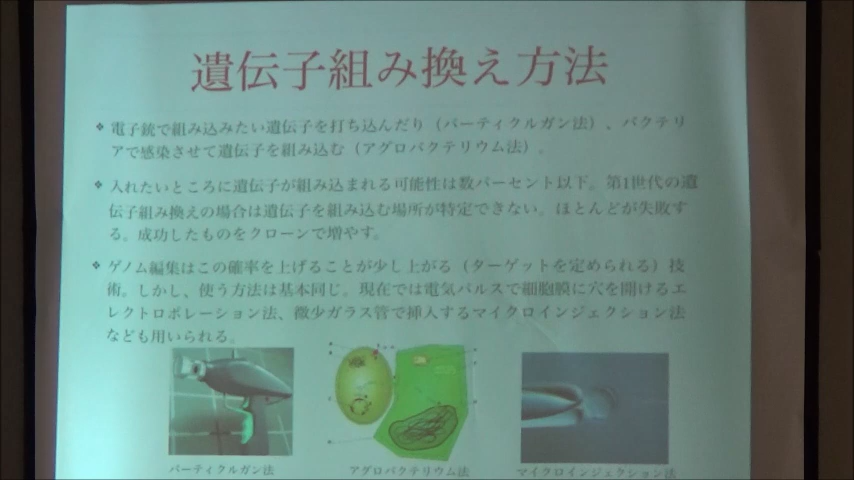 遺伝子組み換え方法
❖ 電子銃で組み込みたい遺伝子を打ち込んだり（パーティクルガン法）、バクテリ
アで感染させて遺伝子を組み込む（アグロバクテリウム法）。
❖ 入れたいところに遺伝子が組み込まれる可能性は数パーセント以下。第1世代の遺
伝子組み換えの場合は遺伝子を組み込む場所が特定できない。ほとんどが失敗す
る。成功したものをクローンで増やす。
❖ ゲノム編集はこの確率を上げることが少し上がる（ターゲットを定められる）技
術。しかし、使う方法は基本同じ。現在では電気パルスで細胞膜に穴を開けるエ
レクトロポレーション法、微少ガラス管で挿入するマイクロインジェクション法
なども用いられる。
パーティクルガン法
アグロバクテリウム法
マイクロインジェクション法